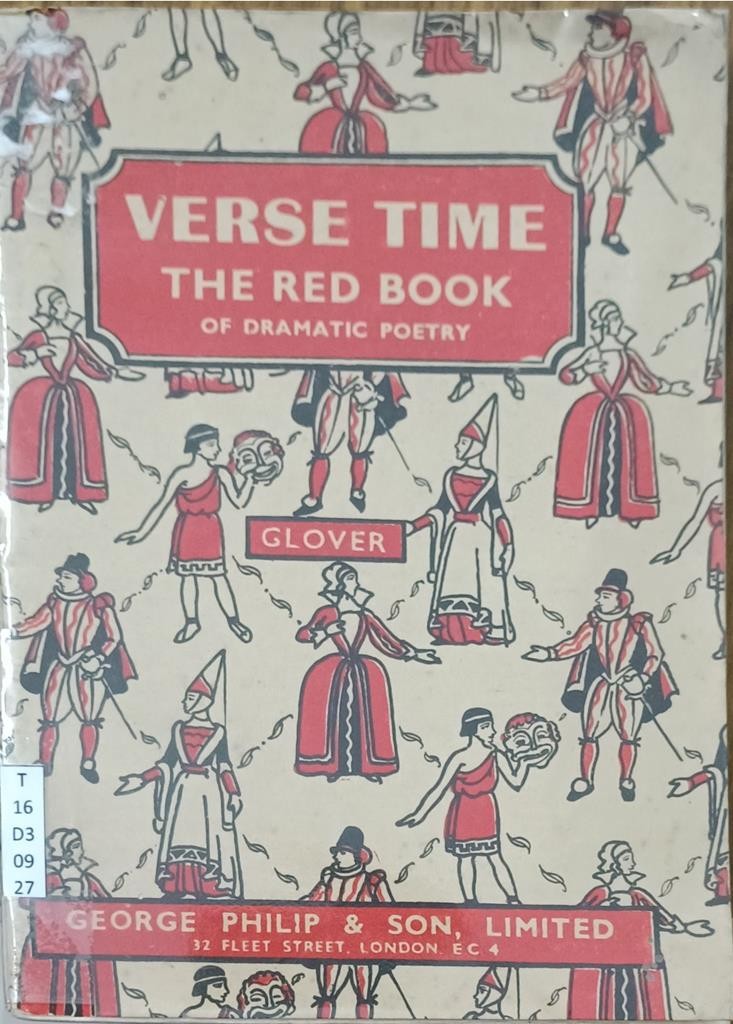 VERSE TIME
THE RED BOOK
OF DRAMATIC POETRY
GLOVER
T
16
D3
09
27
GEORGE PHILIP & SON, LIMITED
32 FLEET STREET, LONDON. E C 4